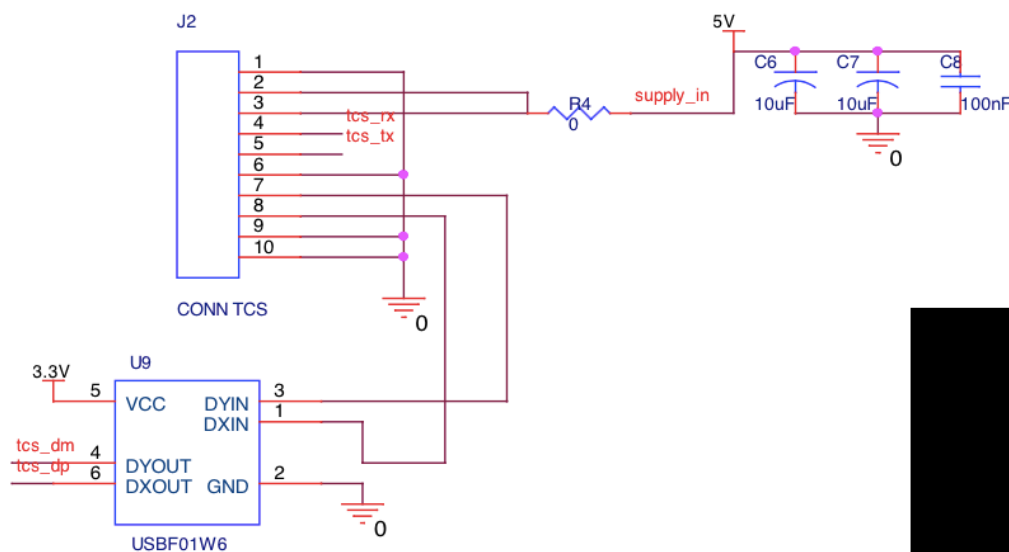 J2
1
2
3
4
5
6
7
8
9
10
tcs_rx
tcs_tx
CONN TCS
0
R4
0
supply_in
5V
C6
10uF
C7
10uF
C8
100nF
0
U9
3.3V
5
VCC
DYIN
3
DXIN
1
tcs_dm
4
DYOUT
tcs_dp
6
DXOUT
GND
2
0
USBF01W6